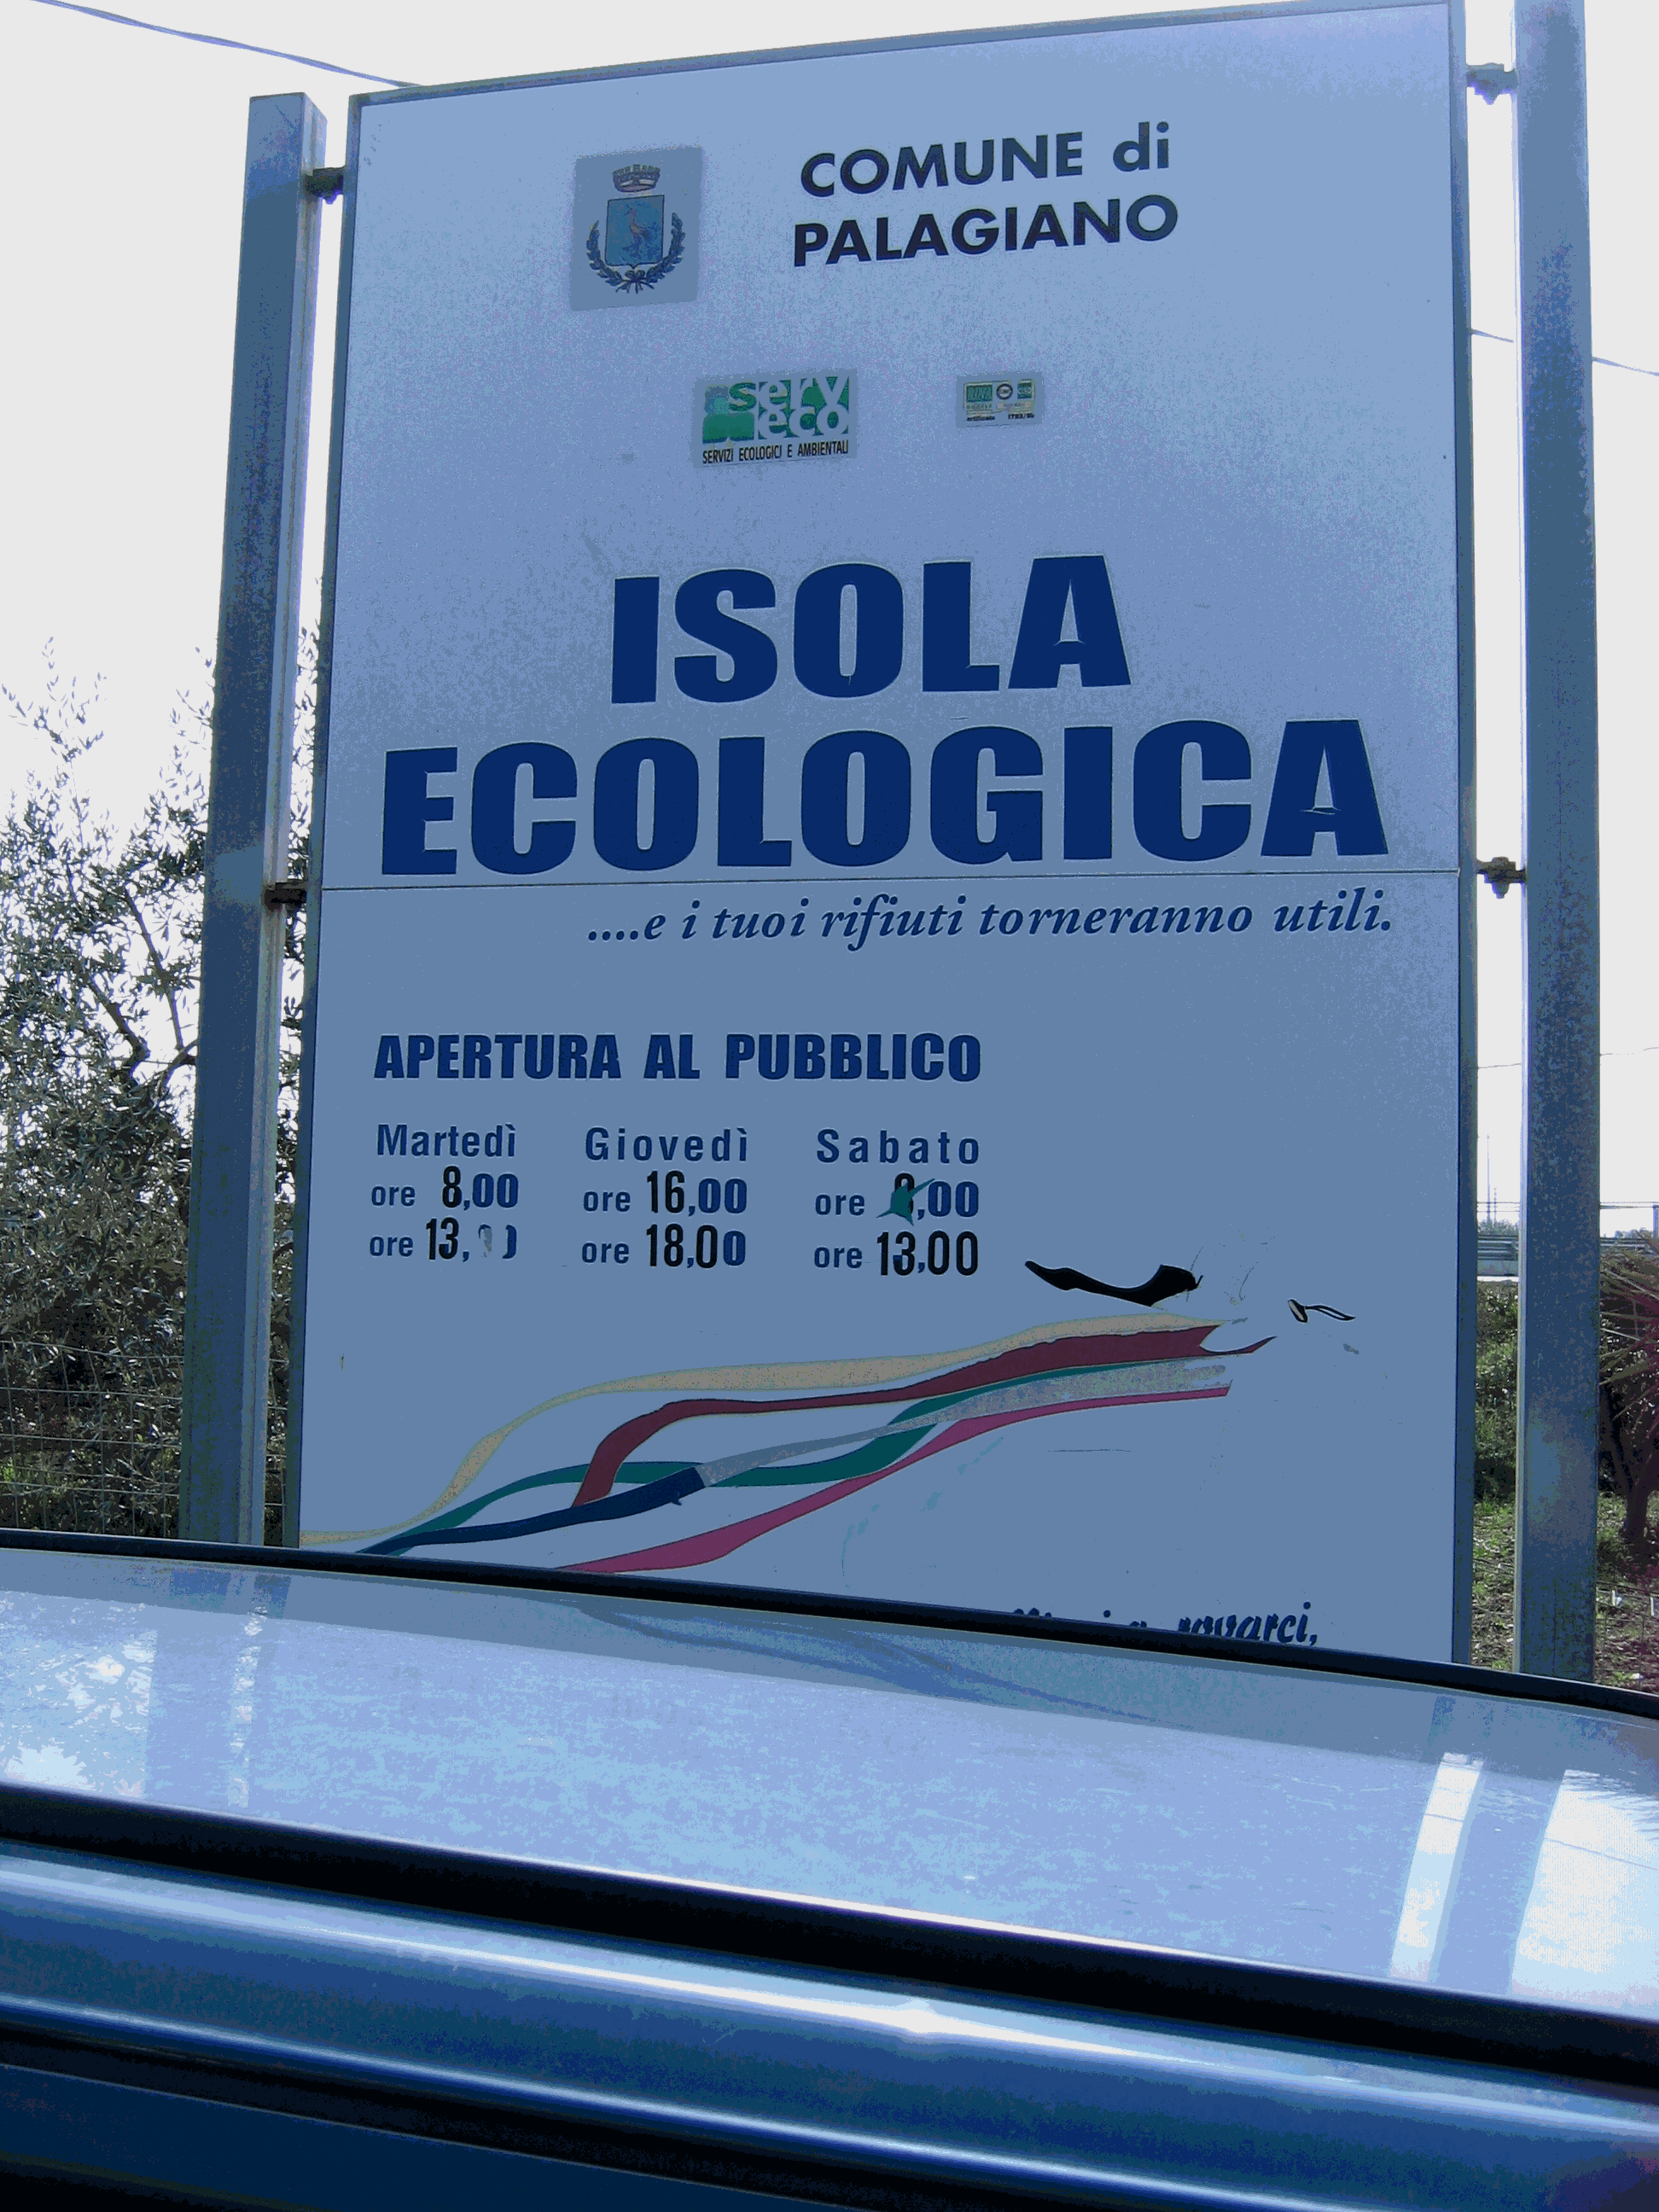 COMUNE di
PALAGIANO
serv
eco
SERVIZI ECOLOGICI E AMBIENTALI
ISOLA
ECOLOGICA
....e i tuoi rifiuti torneranno utili.
APERTURA AL PUBBLICO
Martedì Giovedì Sabato
ore 8,00 ore 16,00 ore ,00
ore 13, ore 18,00 ore 13,00